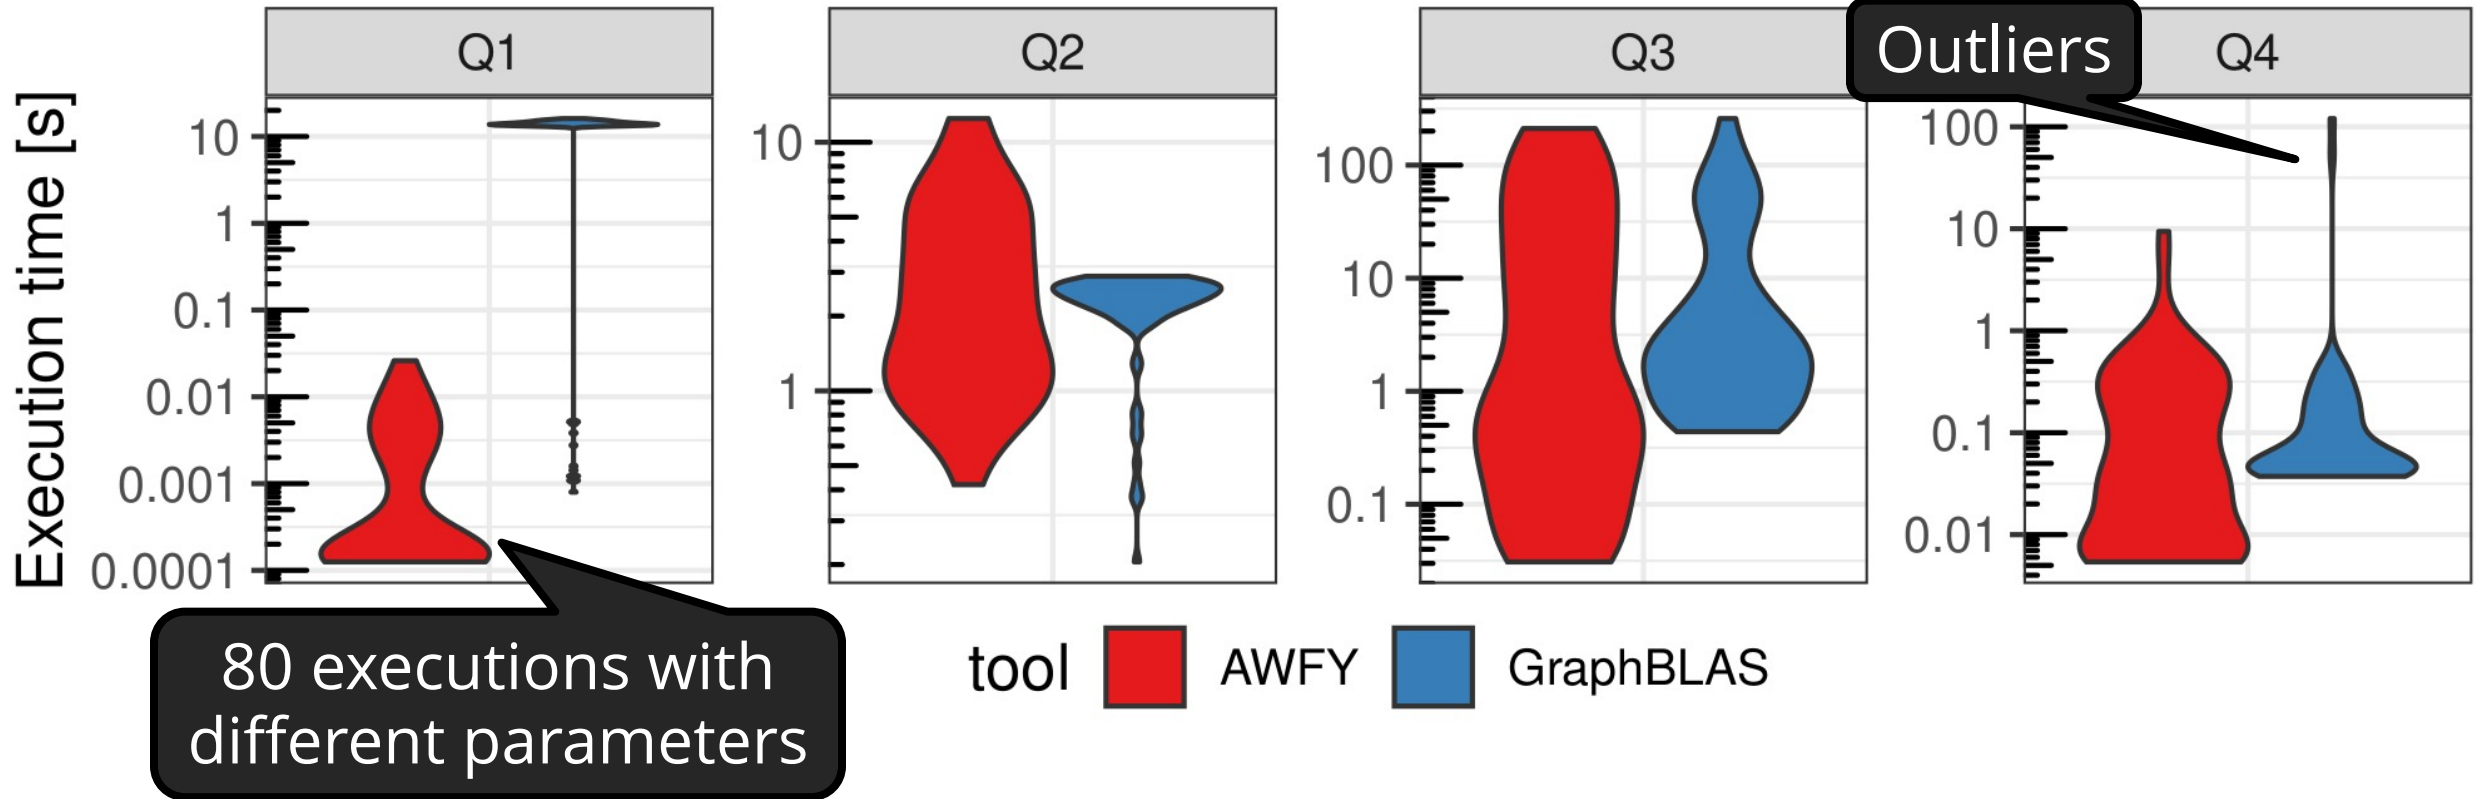 Q1
Q2
Q3
Outliers
Q4
Execution time [s]
10
1
0.1
0.01
0.001
0.0001
10
1
100
10
1
0.1
100
10
1
0.1
0.01
80 executions with
different parameters
tool AWFY GraphBLAS